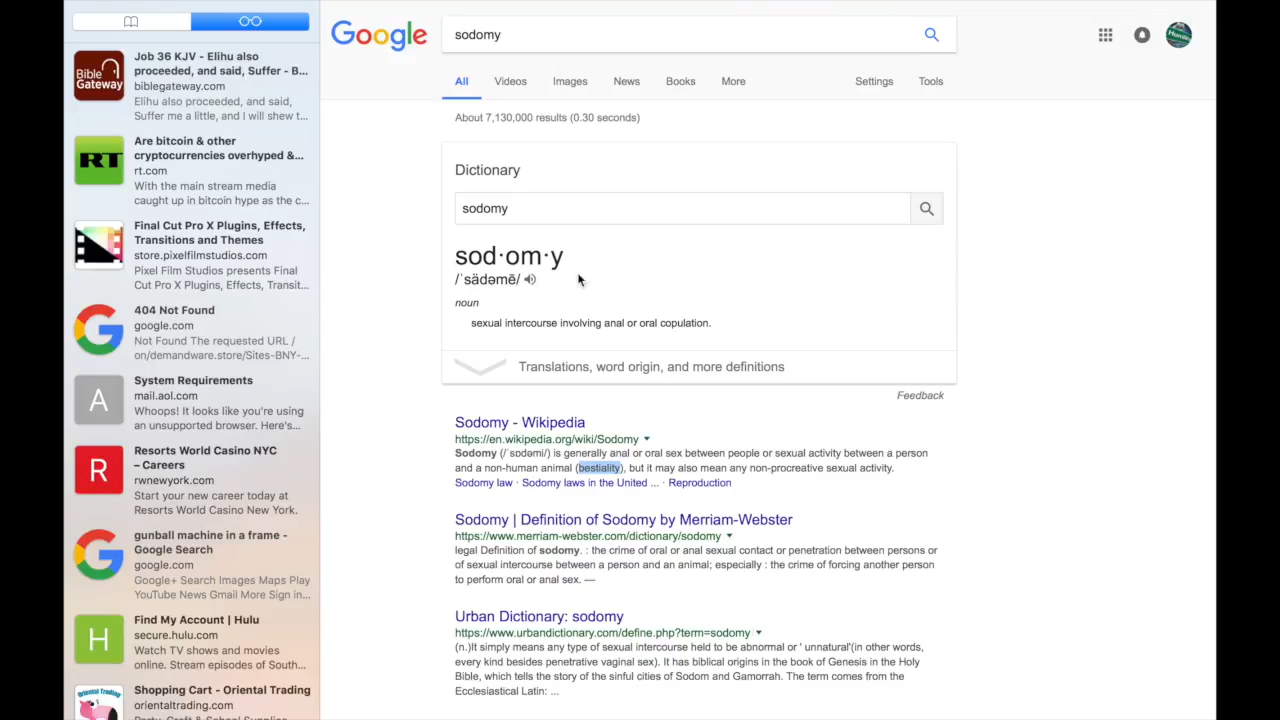 Job 36 KJV - Elihu also
proceeded, and said, Suffer - B...
biblegateway.com
Elihu also proceeded, and said,
Suffer me a little, and I will shew t...
Bible
Gateway
Are bitcoin & other
cryptocurrencies overhyped &...
rt.com
With the main stream media
caught up in bitcoin hype as the c...
RT
Final Cut Pro X Plugins, Effects,
Transitions and Themes
store.pixelfilmstudios.com
Pixel Film Studios presents Final
Cut Pro X Plugins, Effects, Transit...
404 Not Found
google.com
Not Found The requested URL /
on/demandware.store/Sites-BNY-...
G
System Requirements
mail.aol.com
Whoops! It looks like you're using
an unsupported browser. Here's...
A
Resorts World Casino NYC
– Careers
rwnewyork.com
Start your new career today at
Resorts World Casino New York.
R
gunball machine in a frame -
Google Search
google.com
Google+ Search Images Maps Play
YouTube News Gmail More Sign in...
G
Find My Account | Hulu
secure.hulu.com
Watch TV shows and movies
online. Stream episodes of South...
H
Shopping Cart - Oriental Trading
orientaltrading.com
Oriental Trading
Google
sodomy
All Videos Images News Books More Settings Tools
About 7,130,000 results (0.30 seconds)
Dictionary
sodomy
sod·om·y
/ˈsädəmē/
noun
sexual intercourse involving anal or oral copulation.
Translations, word origin, and more definitions
Feedback
Sodomy - Wikipedia
https://en.wikipedia.org/wiki/Sodomy
Sodomy (/ˈsɒdəmi/) is generally anal or oral sex between people or sexual activity between a person
and a non-human animal (bestiality), but it may also mean any non-procreative sexual activity.
Sodomy law · Sodomy laws in the United ... · Reproduction
Sodomy | Definition of Sodomy by Merriam-Webster
https://www.merriam-webster.com/dictionary/sodomy
legal Definition of sodomy. : the crime of oral or anal sexual contact or penetration between persons or
of sexual intercourse between a person and an animal; especially : the crime of forcing another person
to perform oral or anal sex. —
Urban Dictionary: sodomy
https://www.urbandictionary.com/define.php?term=sodomy
(n.)It simply means any type of sexual intercourse held to be abnormal or ' unnatural'(in other words,
every kind besides penetrative vaginal sex). It has biblical origins in the book of Genesis in the Holy
Bible, which tells the story of the sinful cities of Sodom and Gamorrah. The term comes from the
Ecclesiastical Latin: ...